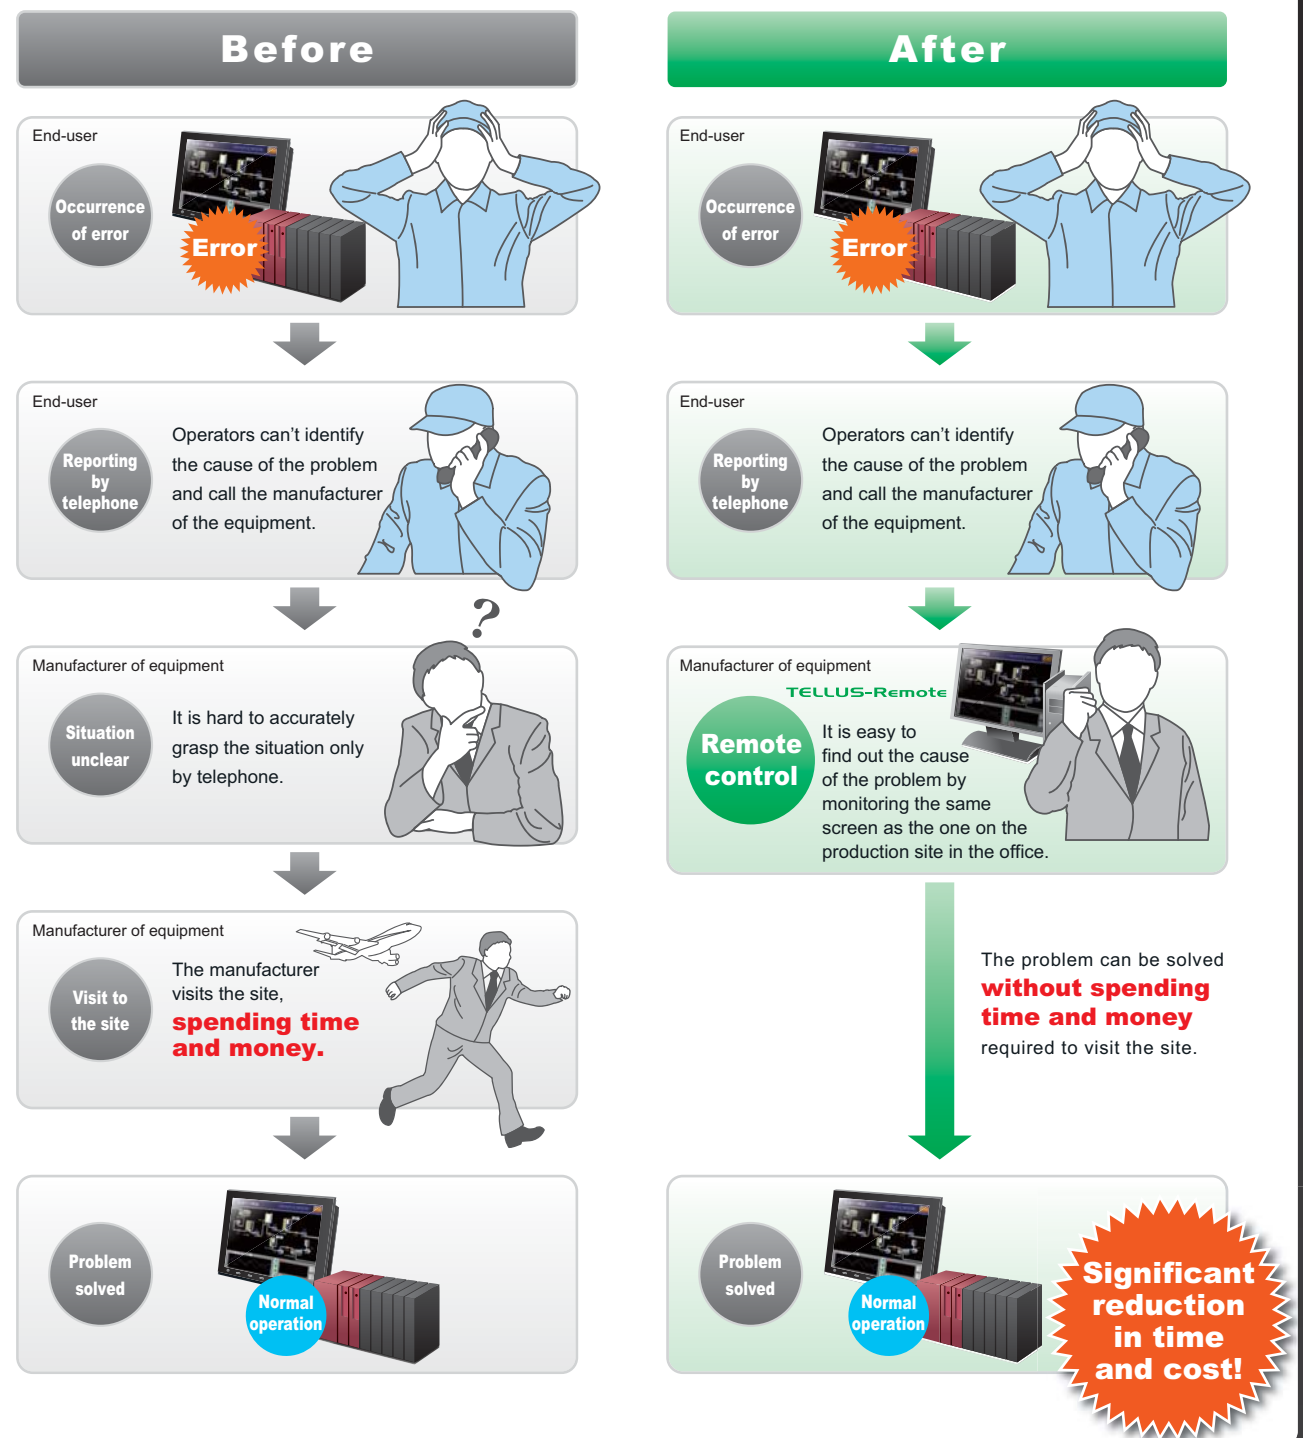 Before
End-user
Occurrence
of error
Error
End-user
Reporting
by
telephone
Operators can't identify
the cause of the problem
and call the manufacturer
of the equipment.
?
Manufacturer of equipment
Situation
unclear
It is hard to accurately
grasp the situation only
by telephone.
Manufacturer of equipment
Visit to
the site
The manufacturer
visits the site,
spending time
and money.
Problem
solved
Normal
operation
After
End-user
Occurrence
of error
Error
End-user
Reporting
by
telephone
Operators can't identify
the cause of the problem
and call the manufacturer
of the equipment.
Manufacturer of equipment
TELLUS-Remote
Remote
control
It is easy to
find out the cause
of the problem by
monitoring the same
screen as the one on the
production site in the office.
The problem can be solved
without spending
time and money
required to visit the site.
Problem
solved
Normal
operation
Significant
reduction
in time
and cost!